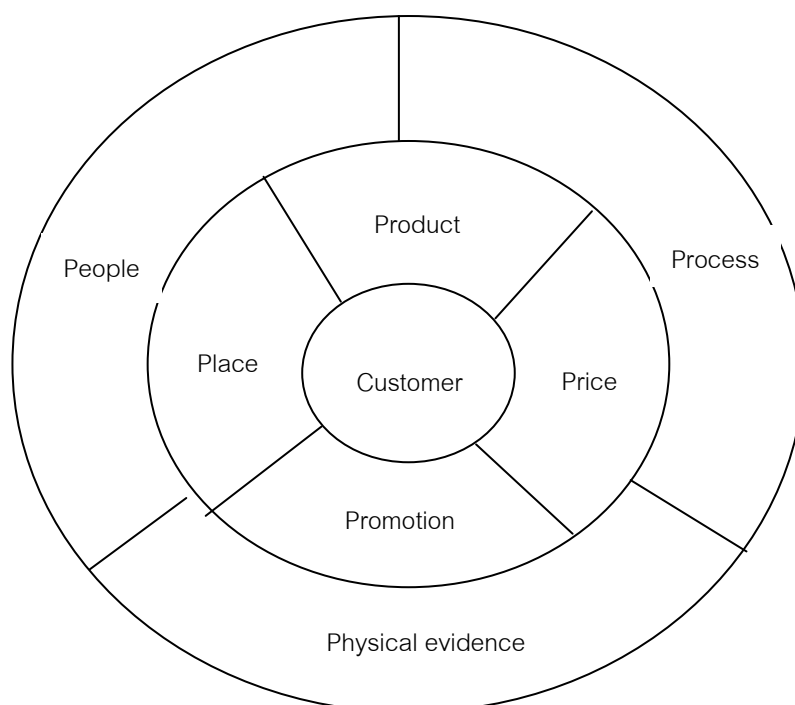 Product
People
Process
Place
Customer
Price
Promotion
Physical evidence